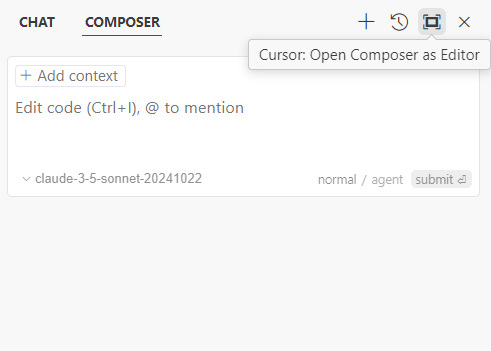 CHAT COMPOSER
Cursor: Open Composer as Editor
+ Add context
Edit code (Ctrl+I), @ to mention
claude-3-5-sonnet-20241022 normal / agent submit ⏎